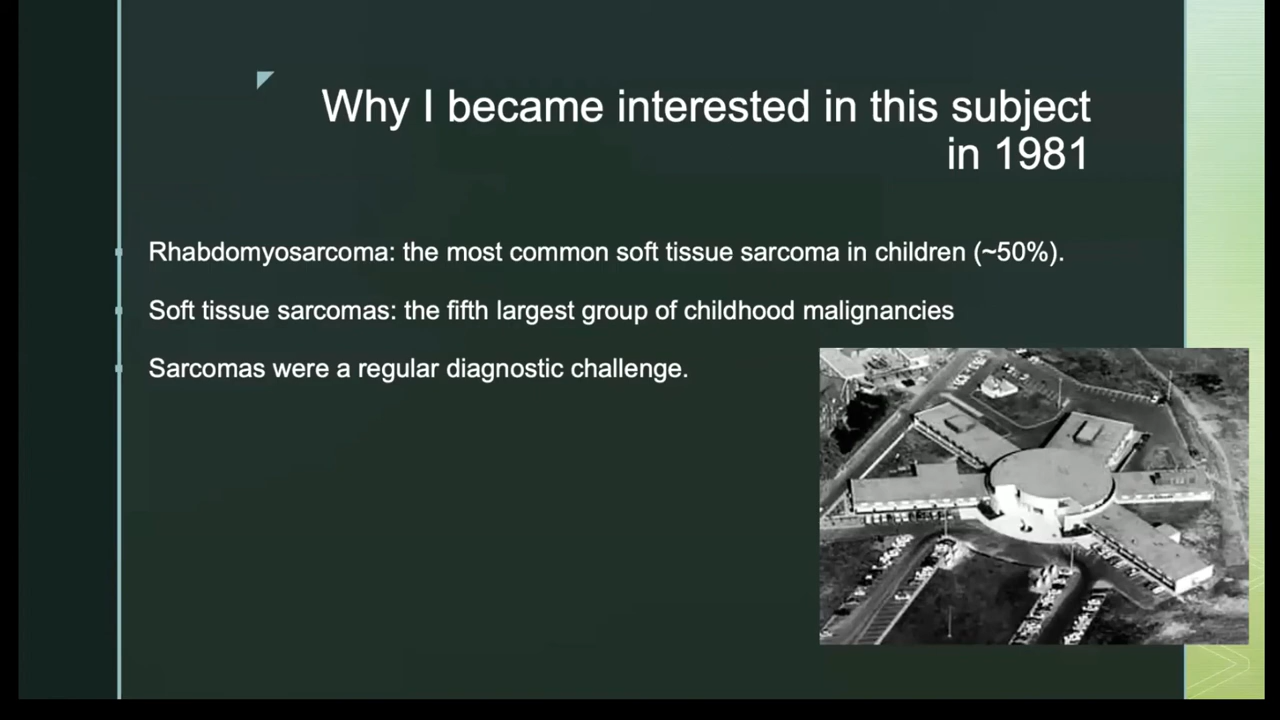 Why I became interested in this subject
in 1981
Rhabdomyosarcoma: the most common soft tissue sarcoma in children (~50%).
Soft tissue sarcomas: the fifth largest group of childhood malignancies
Sarcomas were a regular diagnostic challenge.